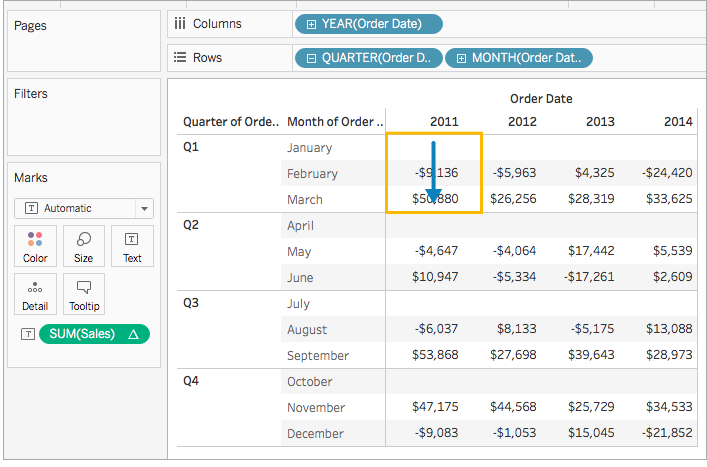 Pages
Columns
YEAR(Order Date)
Rows
QUARTER(Order D..
MONTH(Order Dat..
Filters
Marks
T Automatic
Color Size Text
Detail Tooltip
T SUM(Sales) Δ
Order Date
Quarter of Orde.. Month of Order .. 2011 2012 2013 2014
Q1 January
February -$9,136 -$5,963 $4,325 -$24,420
March $50,880 $26,256 $28,319 $33,625
Q2 April
May -$4,647 -$4,064 $17,442 $5,539
June $10,947 -$5,334 -$17,261 $2,609
Q3 July
August -$6,037 $8,133 -$5,175 $13,088
September $53,868 $27,698 $39,643 $28,973
Q4 October
November $47,175 $44,568 $25,729 $34,533
December -$9,083 -$1,053 $15,045 -$21,852